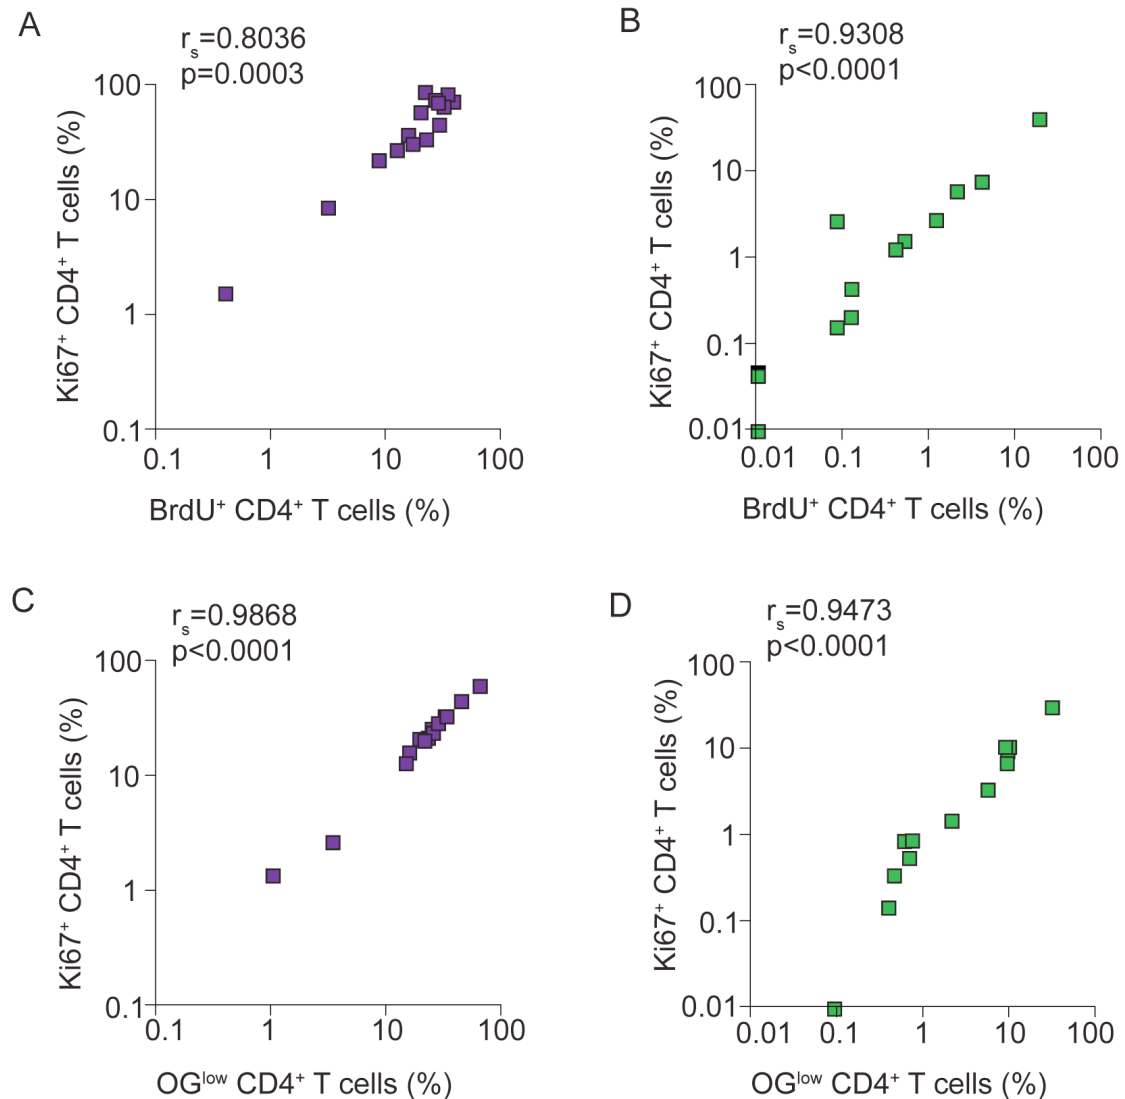 A
rₛ=0.8036
p=0.0003
Ki67⁺ CD4⁺ T cells (%)
100
10
1
0.1
0.1 1 10 100
BrdU⁺ CD4⁺ T cells (%)
B
rₛ=0.9308
p<0.0001
Ki67⁺ CD4⁺ T cells (%)
100
10
1
0.1
0.01
0.01 0.1 1 10 100
BrdU⁺ CD4⁺ T cells (%)
C
rₛ=0.9868
p<0.0001
Ki67⁺ CD4⁺ T cells (%)
100
10
1
0.1
0.1 1 10 100
OGˡᵒʷ CD4⁺ T cells (%)
D
rₛ=0.9473
p<0.0001
Ki67⁺ CD4⁺ T cells (%)
100
10
1
0.1
0.01
0.01 0.1 1 10 100
OGˡᵒʷ CD4⁺ T cells (%)